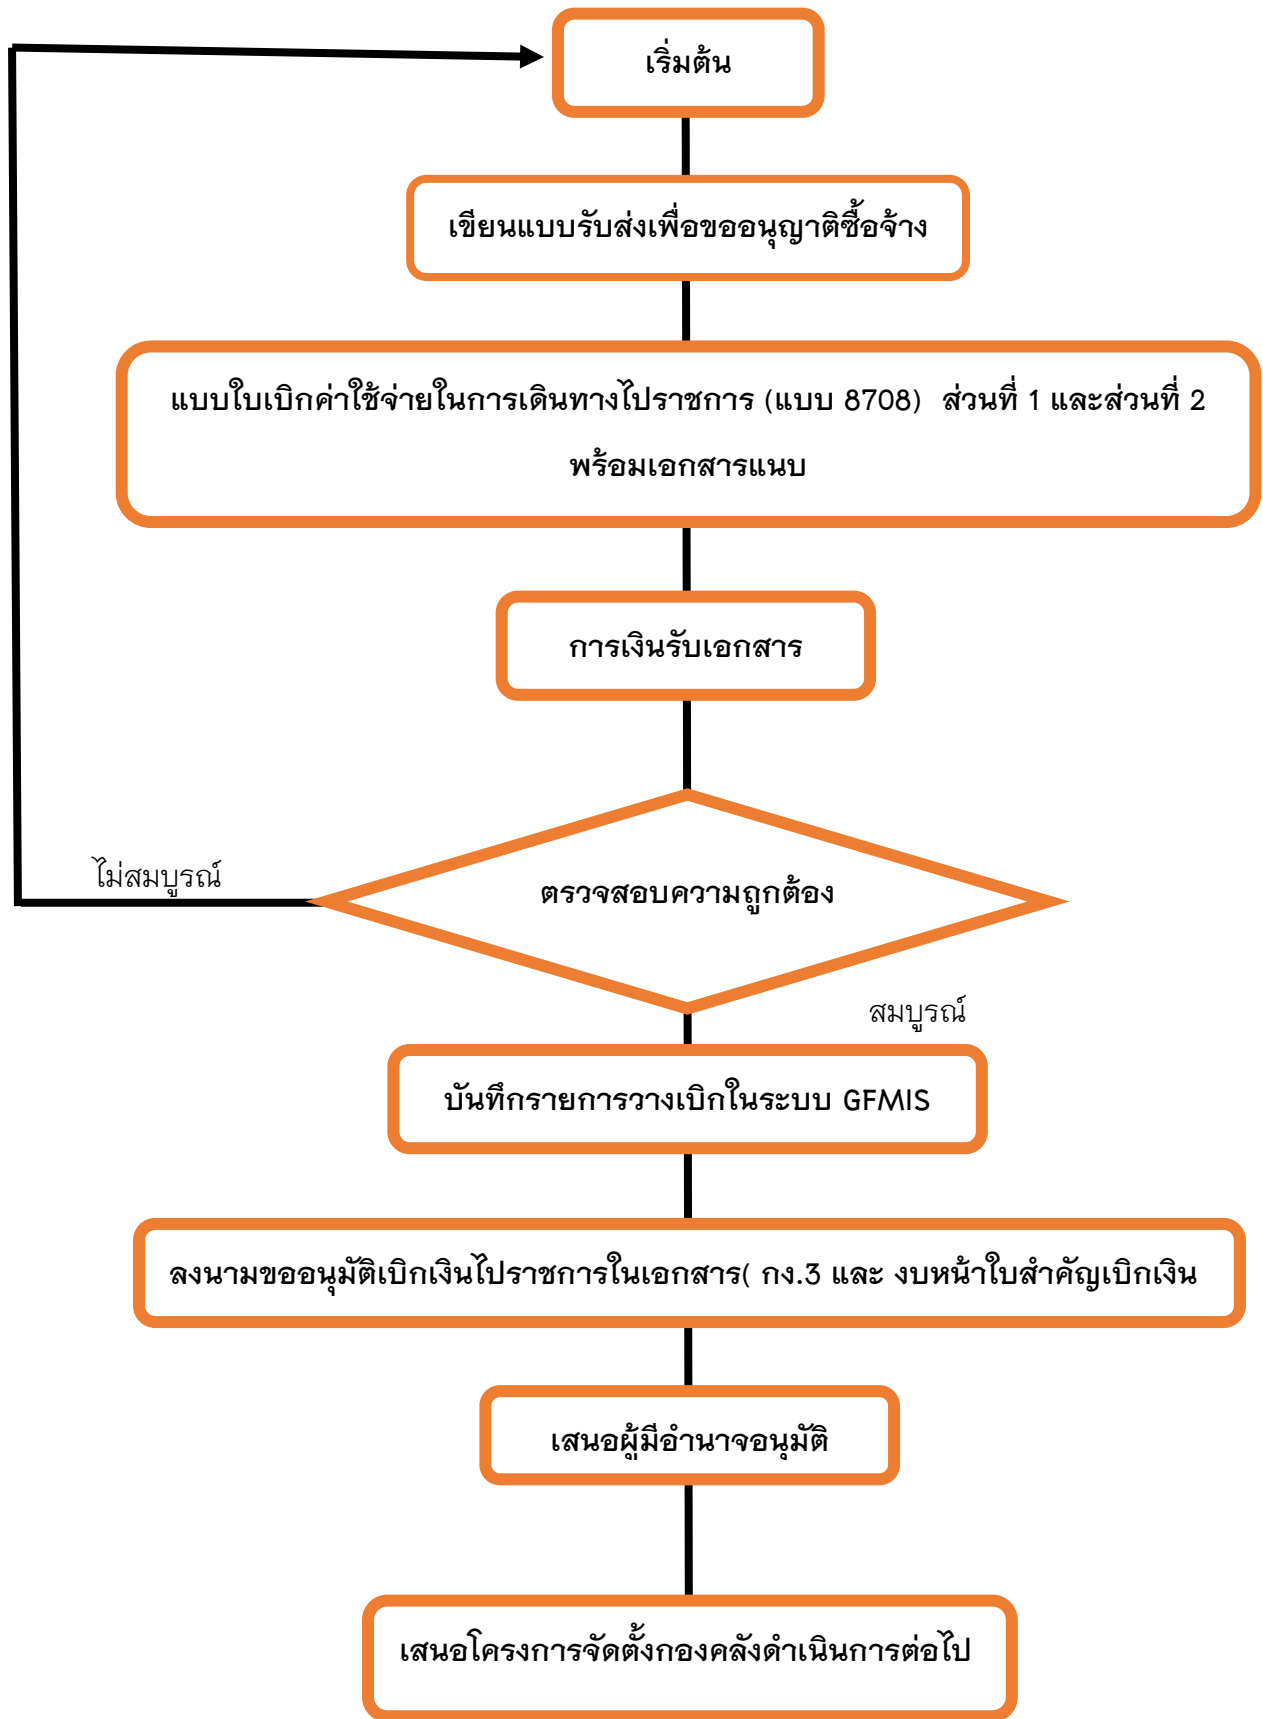 เริ่มต้น
เขียนแบบรับส่งเพื่อขออนุญาติซื้อจ้าง
แบบใบเบิกค่าใช้จ่ายในการเดินทางไปราชการ (แบบ 8708) ส่วนที่ 1 และส่วนที่ 2
พร้อมเอกสารแนบ
การเงินรับเอกสาร
ไม่สมบูรณ์
ตรวจสอบความถูกต้อง
สมบูรณ์
บันทึกรายการวางเบิกในระบบ GFMIS
ลงนามขออนุมัติเบิกเงินไปราชการในเอกสาร( กง.3 และ งบหน้าใบสำคัญเบิกเงิน
เสนอผู้มีอำนาจอนุมัติ
เสนอโครงการจัดตั้งกองคลังดำเนินการต่อไป